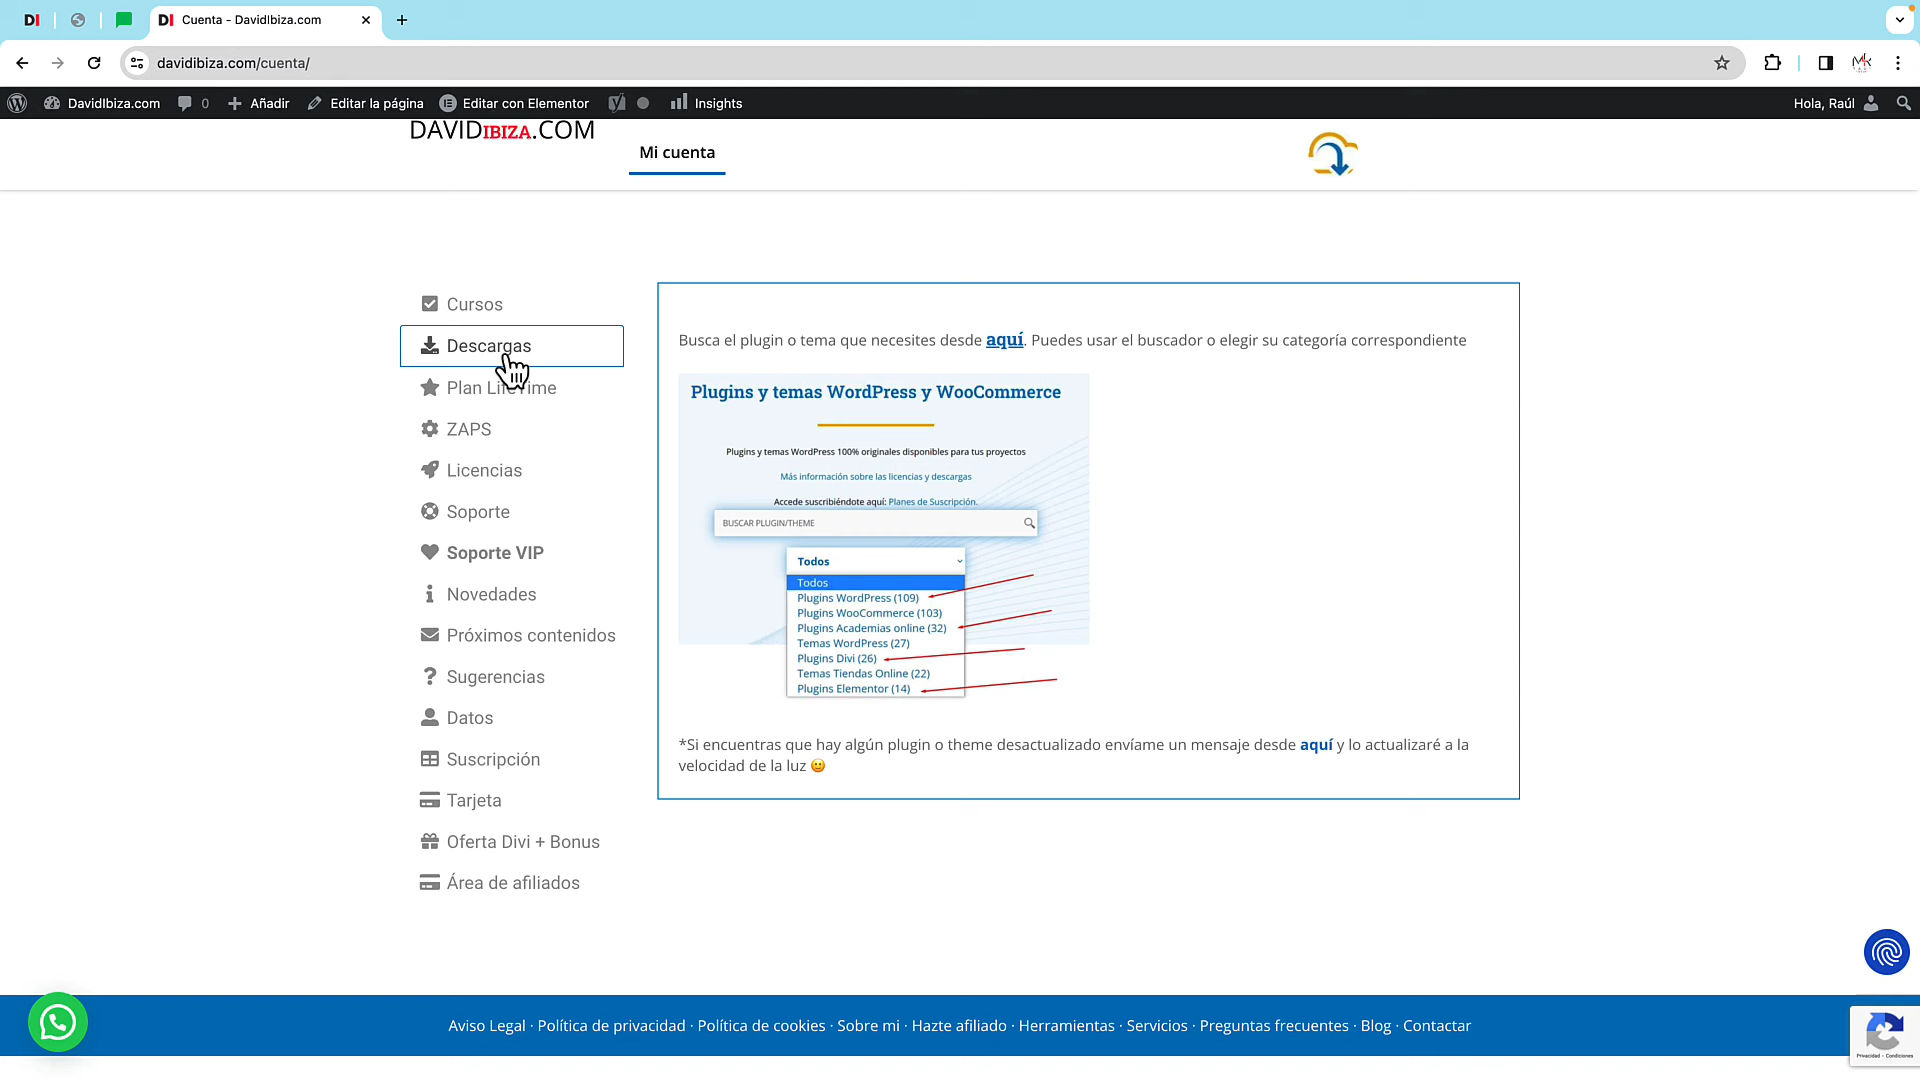 DI
DI Cuenta - DavidIbiza.com
davidibiza.com/cuenta/
DavidIbiza.com 0 Añadir Editar la página Editar con Elementor Insights
Hola, Raúl
DAVIDIBIZA.COM
Mi cuenta
Cursos
Descargas
Plan LifeTime
ZAPS
Licencias
Soporte
Soporte VIP
Novedades
Próximos contenidos
Sugerencias
Datos
Suscripción
Tarjeta
Oferta Divi + Bonus
Área de afiliados
Busca el plugin o tema que necesites desde aquí. Puedes usar el buscador o elegir su categoría correspondiente
Plugins y temas WordPress y WooCommerce
Plugins y temas WordPress 100% originales disponibles para tus proyectos
Más información sobre las licencias y descargas
Accede suscribiéndote aquí: Planes de Suscripción.
BUSCAR PLUGIN/THEME
Todos
Todos
Plugins WordPress (109)
Plugins WooCommerce (103)
Plugins Academias online (32)
Temas WordPress (27)
Plugins Divi (26)
Temas Tiendas Online (22)
Plugins Elementor (14)
*Si encuentras que hay algún plugin o theme desactualizado envíame un mensaje desde aquí y lo actualizaré a la
velocidad de la luz 🙂
Aviso Legal · Política de privacidad · Política de cookies · Sobre mi · Hazte afiliado · Herramientas · Servicios · Preguntas frecuentes · Blog · Contactar
Privacidad - Condiciones